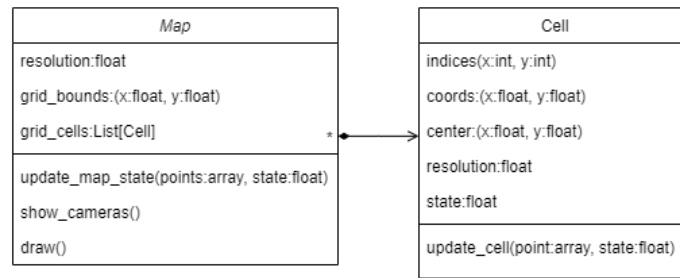 Map
resolution:float
grid_bounds:(x:float, y:float)
grid_cells:List[Cell]
*
update_map_state(points:array, state:float)
show_cameras()
draw()
Cell
indices(x:int, y:int)
coords:(x:float, y:float)
center:(x:float, y:float)
resolution:float
state:float
update_cell(point:array, state:float)